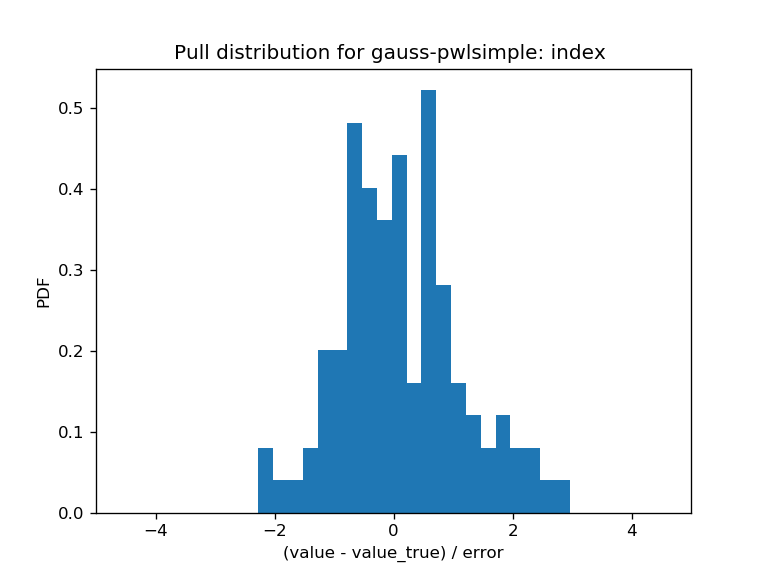 Pull distribution for gauss-pwlsimple: index
PDF
0.5
0.4
0.3
0.2
0.1
0.0
−4 −2 0 2 4
(value - value_true) / error